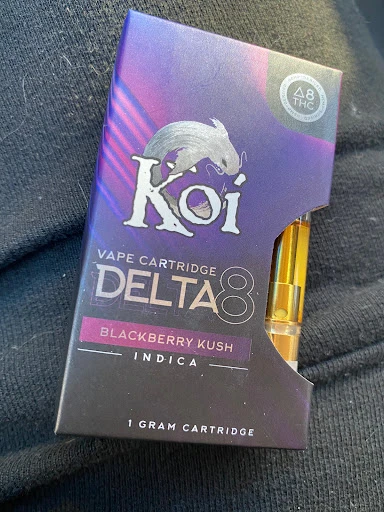 Δ8
THC
Koi
VAPE CARTRIDGE
DELTA8
BLACKBERRY KUSH
INDICA
1 GRAM CARTRIDGE